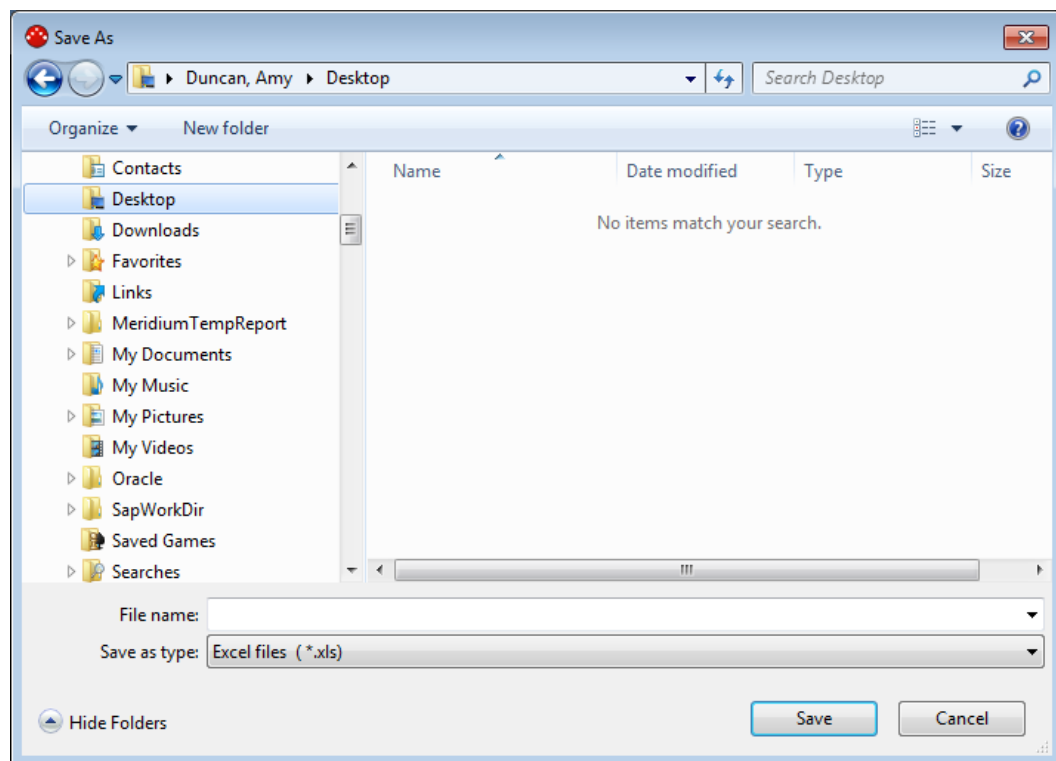 Save As
Duncan, Amy Desktop
Search Desktop
Organize New folder
Name Date modified Type Size
No items match your search.
Contacts
Desktop
Downloads
Favorites
Links
MeridiumTempReport
My Documents
My Music
My Pictures
My Videos
Oracle
SapWorkDir
Saved Games
Searches
File name:
Save as type: Excel files ( *.xls)
Hide Folders Save Cancel